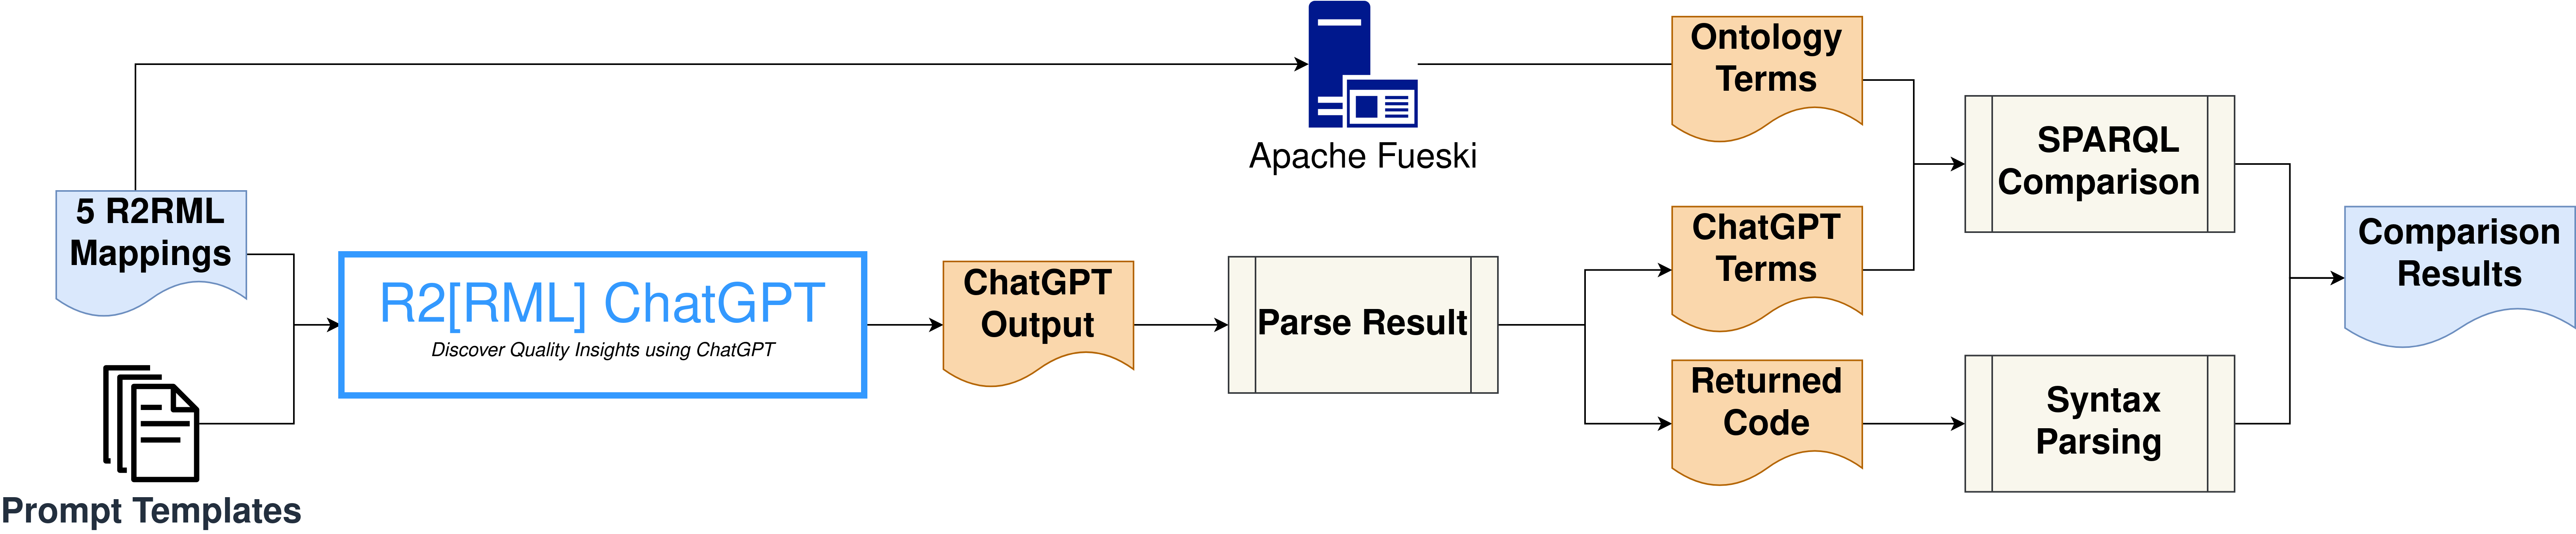 5 R2RML
Mappings
Prompt Templates
R2[RML] ChatGPT
Discover Quality Insights using ChatGPT
Apache Fueski
ChatGPT
Output
Parse Result
Ontology
Terms
ChatGPT
Terms
Returned
Code
SPARQL
Comparison
Syntax
Parsing
Comparison
Results